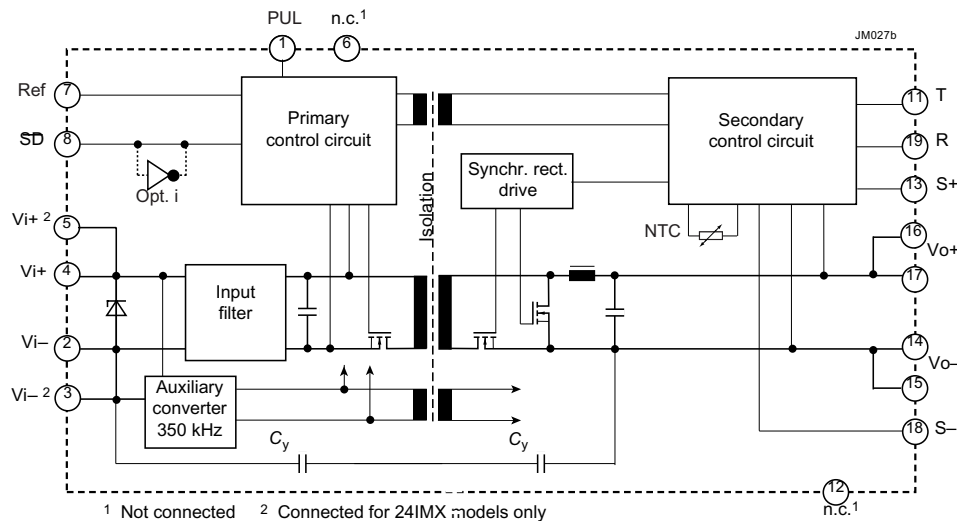 PUL n.c.1
1 6
JM027b
Ref 7
SD 8
Opt. i
Primary
control circuit
Secondary
control circuit
11 T
19 R
13 S+
Synchr. rect.
drive
Isolation
NTC
16
Vo+
17
Vi+ 2 5
Vi+ 4
Input
filter
Vi– 2
14
Vo–
15
Vi– 2 3
Auxiliary
converter
350 kHz
Cy Cy
18 S–
12
n.c.1
1 Not connected 2 Connected for 24IMX models only